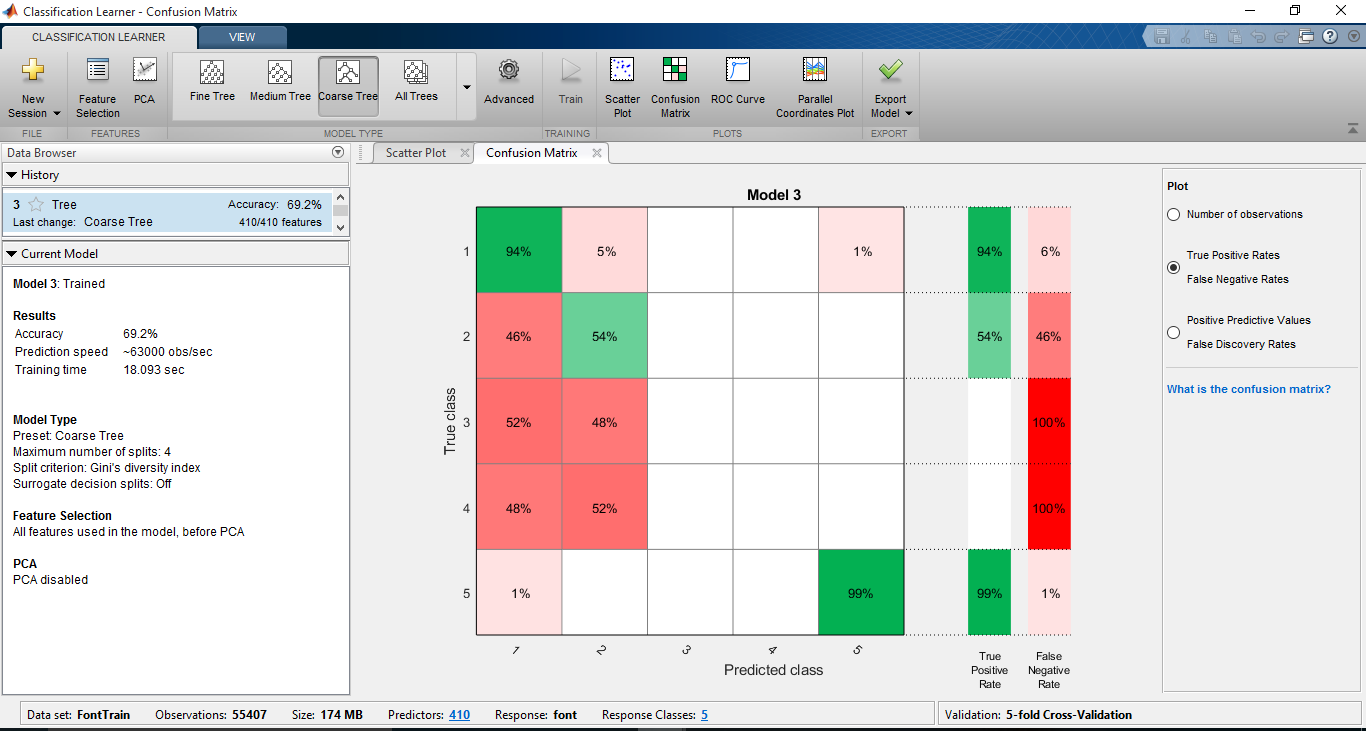 Classification Learner - Confusion Matrix
CLASSIFICATION LEARNER
VIEW
New Session
Feature Selection
PCA
Fine Tree
Medium Tree
Coarse Tree
All Trees
Advanced
Train
Scatter Plot
Confusion Matrix
ROC Curve
Parallel Coordinates Plot
Export Model
FILE
FEATURES
MODEL TYPE
TRAINING
PLOTS
EXPORT
Data Browser
History
3 Tree Accuracy: 69.2%
Last change: Coarse Tree 410/410 features
Current Model
Model 3: Trained
Results
Accuracy 69.2%
Prediction speed ~63000 obs/sec
Training time 18.093 sec
Model Type
Preset: Coarse Tree
Maximum number of splits: 4
Split criterion: Gini's diversity index
Surrogate decision splits: Off
Feature Selection
All features used in the model, before PCA
PCA
PCA disabled
Scatter Plot
Confusion Matrix
Model 3
True class
1 94% 5% 1% 94% 6%
2 46% 54% 54% 46%
3 52% 48% 100%
4 48% 52% 100%
5 1% 99% 99% 1%
1 2 3 4 5
Predicted class
True Positive Rate
False Negative Rate
Plot
Number of observations
True Positive Rates
False Negative Rates
Positive Predictive Values
False Discovery Rates
What is the confusion matrix?
Data set: FontTrain Observations: 55407 Size: 174 MB Predictors: 410 Response: font Response Classes: 5
Validation: 5-fold Cross-Validation